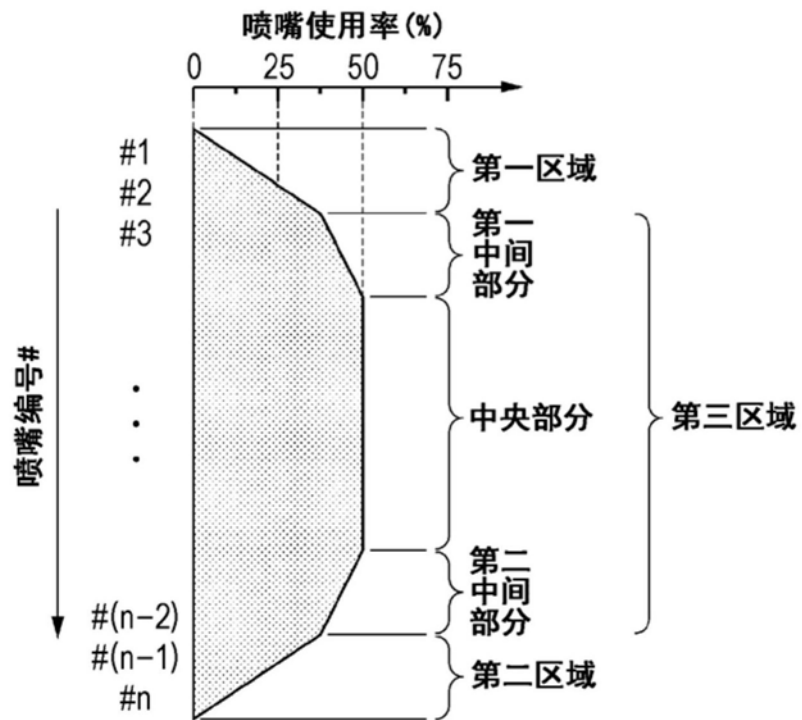 喷嘴使用率(%)
0 25 50 75
#1
#2
#3
第一区域
第一
中间
部分
喷嘴编号#
中央部分
第三区域
第二
中间
部分
#(n-2)
#(n-1)
#n
第二区域